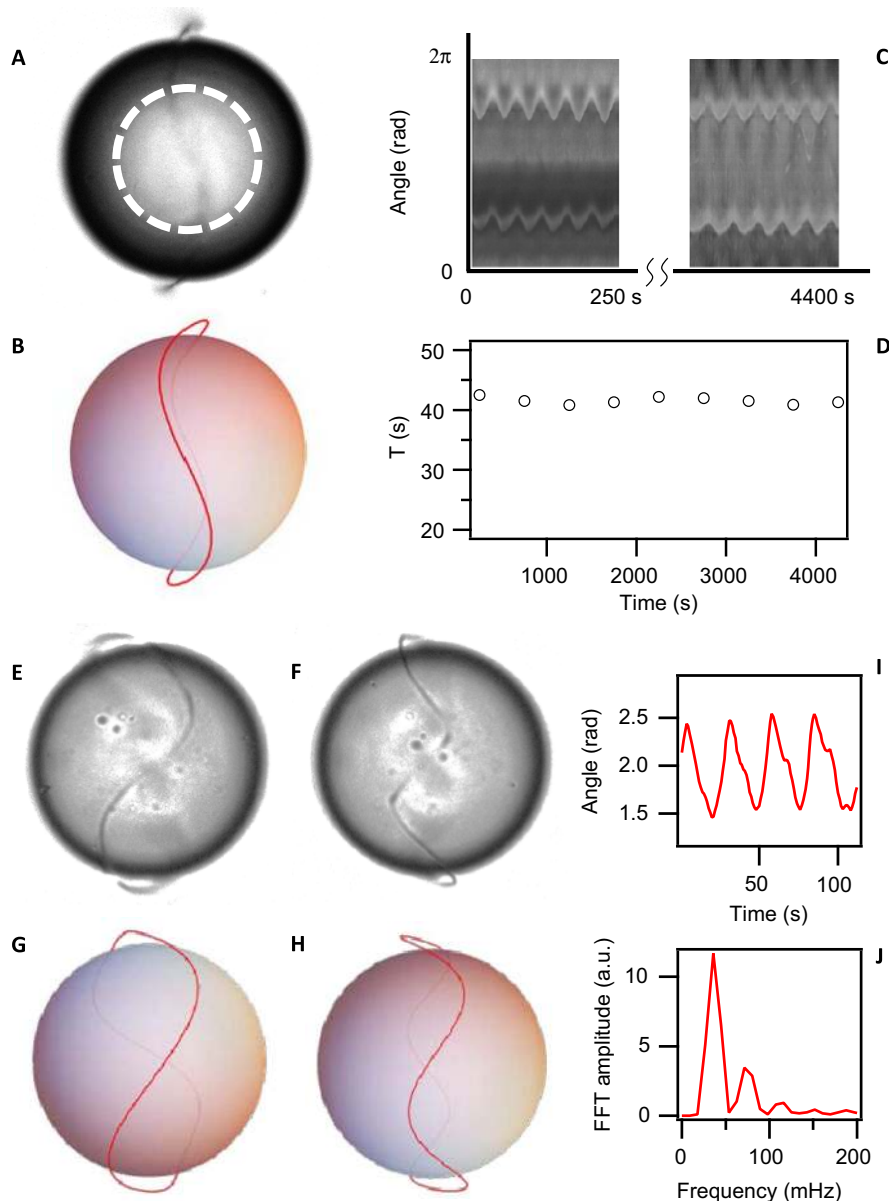 A
C
2π
Angle (rad)
0
0
250 s
4400 s
B
D
50
40
30
20
T (s)
1000
2000
3000
4000
Time (s)
E
F
I
2.5
2.0
1.5
Angle (rad)
50
100
Time (s)
G
H
J
10
5
0
FFT amplitude (a.u.)
0
100
200
Frequency (mHz)